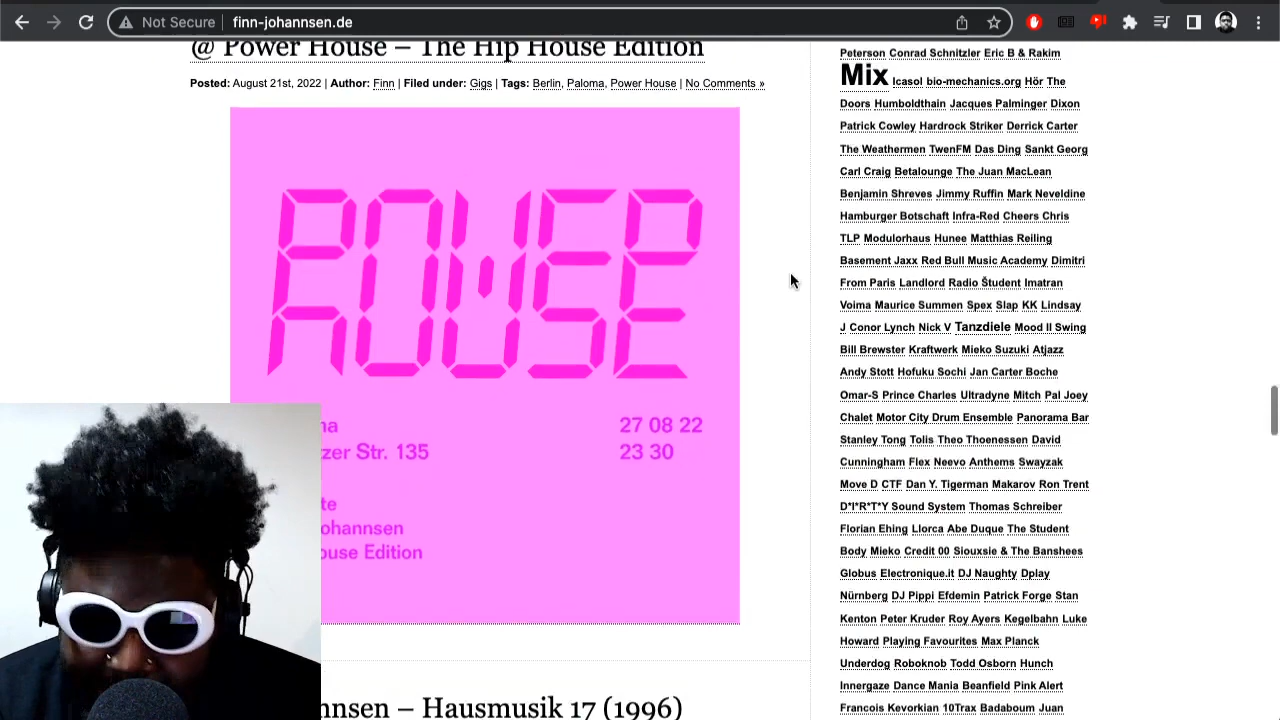 Not Secure | finn-johannsen.de
@ Power House – The Hip House Edition
Posted: August 21st, 2022 | Author: Finn | Filed under: Gigs | Tags: Berlin, Paloma, Power House | No Comments »
POWER
HOUSE
27 08 22
135
23 30
Str.
Edition
Hausmusik 17 (1996)
Peterson Conrad Schnitzler Eric B & Rakim
Mix Icasol bio-mechanics.org Hör The
Doors Humboldthain Jacques Palminger Dixon
Patrick Cowley Hardrock Striker Derrick Carter
The Weathermen TwenFM Das Ding Sankt Georg
Carl Craig Betalounge The Juan MacLean
Benjamin Shreves Jimmy Ruffin Mark Neveldine
Hamburger Botschaft Infra-Red Cheers Chris
TLP Modulorhaus Hunee Matthias Reiling
Basement Jaxx Red Bull Music Academy Dimitri
From Paris Landlord Radio Študent Imatran
Voima Maurice Summen Spex Slap KK Lindsay
J Conor Lynch Nick V Tanzdiele Mood II Swing
Bill Brewster Kraftwerk Mieko Suzuki Atjazz
Andy Stott Hofuku Sochi Jan Carter Boche
Omar-S Prince Charles Ultradyne Mitch Pal Joey
Chalet Motor City Drum Ensemble Panorama Bar
Stanley Tong Tolis Theo Thoenessen David
Cunningham Flex Neevo Anthems Swayzak
Move D CTF Dan Y. Tigerman Makarov Ron Trent
D*I*R*T*Y Sound System Thomas Schreiber
Florian Ehing Llorca Abe Duque The Student
Body Mieko Credit 00 Siouxsie & The Banshees
Globus Electronique.it DJ Naughty Dplay
Nürnberg DJ Pippi Efdemin Patrick Forge Stan
Kenton Peter Kruder Roy Ayers Kegelbahn Luke
Howard Playing Favourites Max Planck
Underdog Roboknob Todd Osborn Hunch
Innergaze Dance Mania Beanfield Pink Alert
Francois Kevorkian 10Trax Badaboum Juan